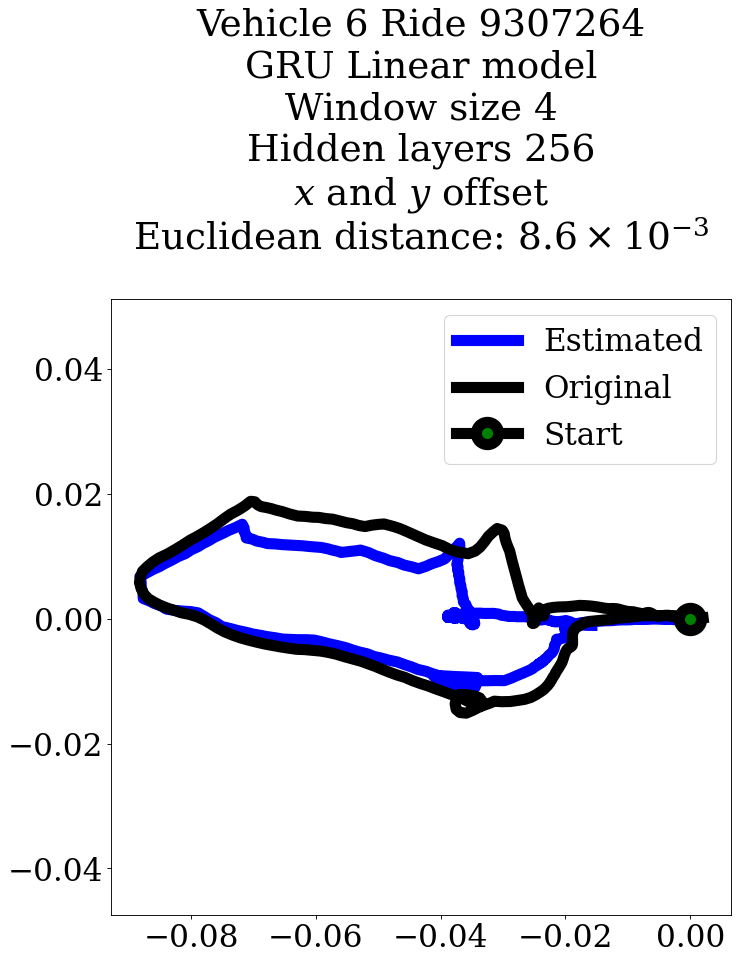 Vehicle 6 Ride 9307264
GRU Linear model
Window size 4
Hidden layers 256
x and y offset
Euclidean distance: 8.6 × 10⁻³
Estimated
Original
Start
0.04
0.02
0.00
−0.02
−0.04
−0.08 −0.06 −0.04 −0.02 0.00